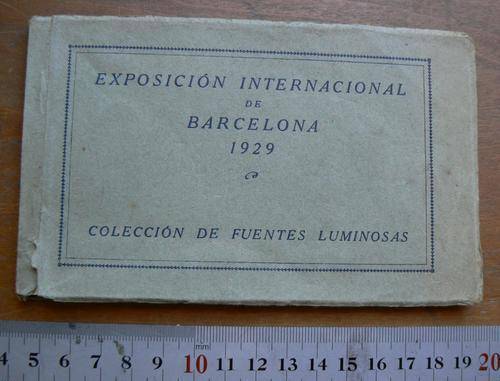 EXPOSICIÓN INTERNACIONAL
DE
BARCELONA
1929
COLECCIÓN DE FUENTES LUMINOSAS
mm
4 5 6 7 8 9 10 11 12 13 14 15 16 17 18 19 20